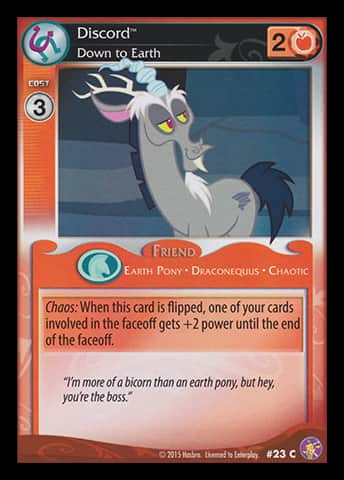 Discord™
Down to Earth
2
COST
3
FRIEND
EARTH PONY • DRACONEQUUS • CHAOTIC
Chaos: When this card is flipped, one of your cards
involved in the faceoff gets +2 power until the end
of the faceoff.
“I’m more of a bicorn than an earth pony, but hey,
you’re the boss.”
© 2015 Hasbro. Licensed to Enterplay. #23 C